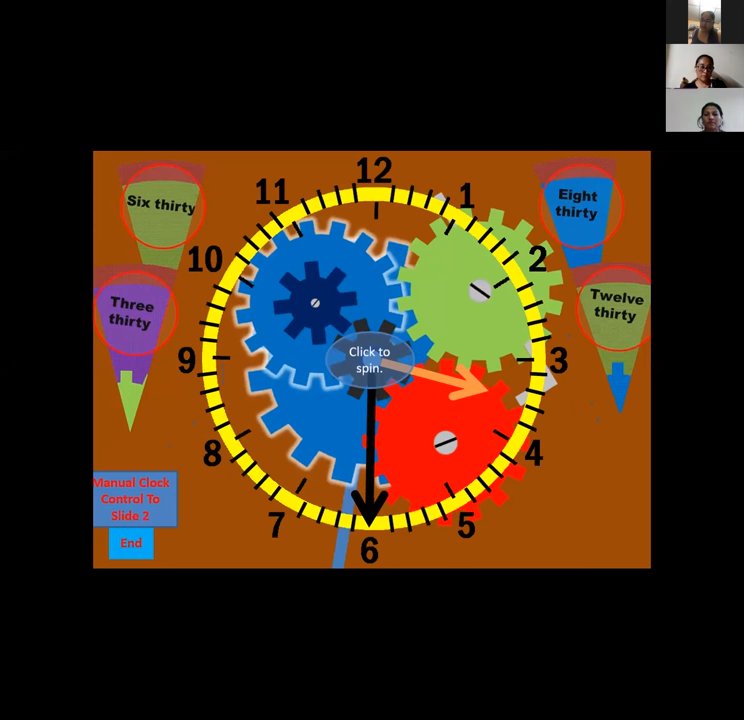 Six thirty
Three
thirty
Eight
thirty
Twelve
thirty
12
1
2
3
4
5
6
7
8
9
10
11
Click to
spin.
Manual Clock
Control To
Slide 2
End